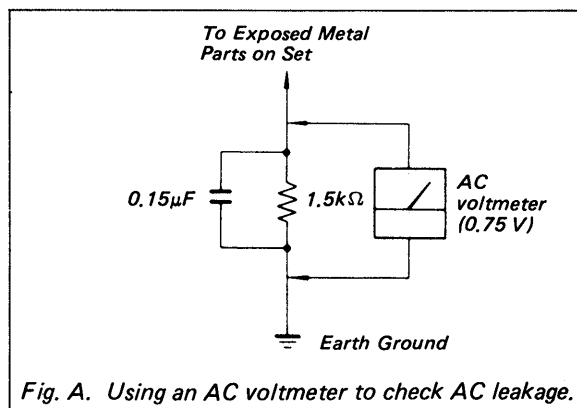 To Exposed Metal
Parts on Set
0.15µF
1.5kΩ
AC
voltmeter
(0.75 V)
Earth Ground
Fig. A. Using an AC voltmeter to check AC leakage.